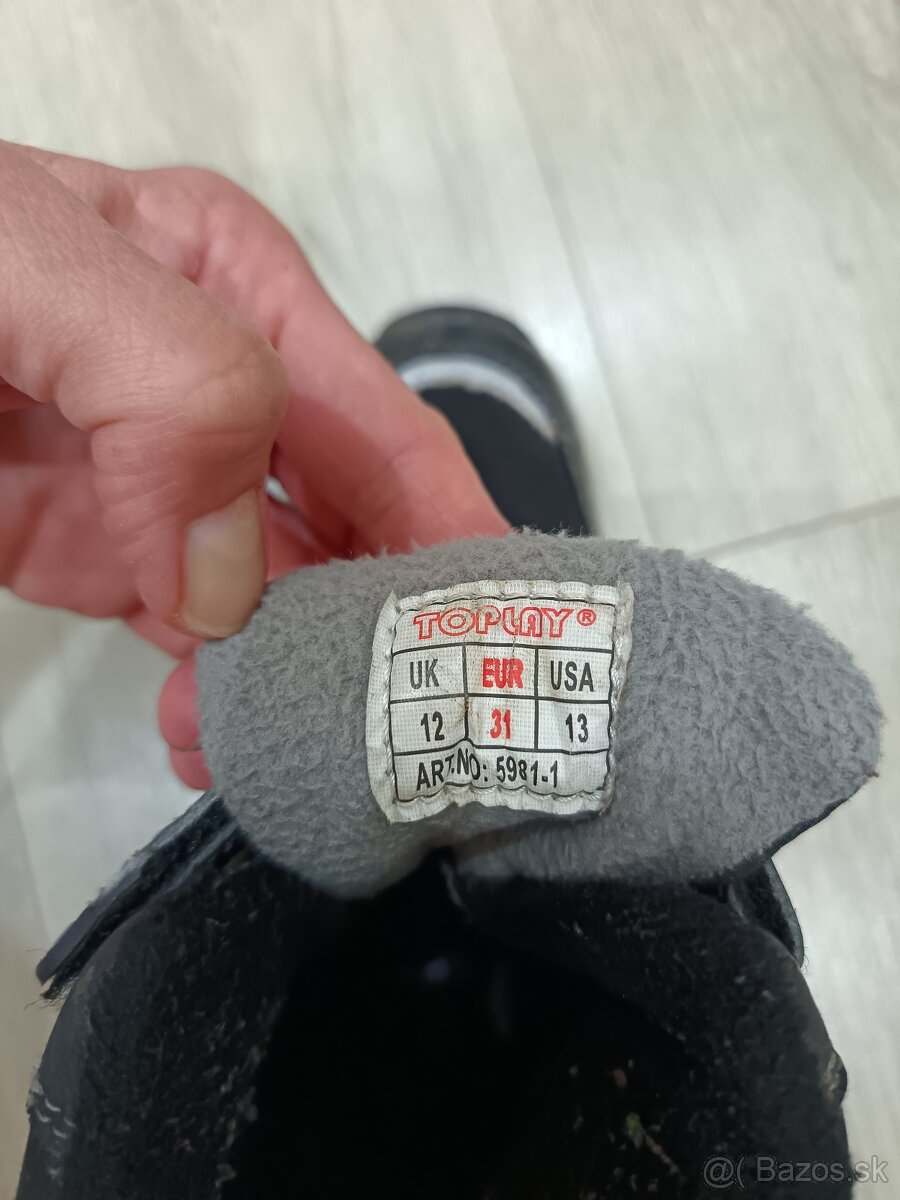 TOPLAY®
UK EUR USA
12 31 13
ART.NO: 5981-1
@( Bazos.sk